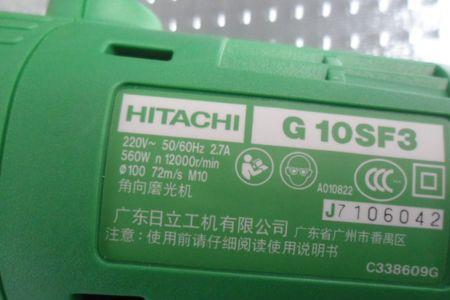 HITACHI G 10SF3
220V~ 50/60Hz 2.7A
560W n 12000r/min
Ø100 72m/s M10
角向磨光机
A010822
CCC
J7106042
广东日立工机有限公司
广东省广州市番禺区
注意：使用前请仔细阅读使用说明书
C338609G